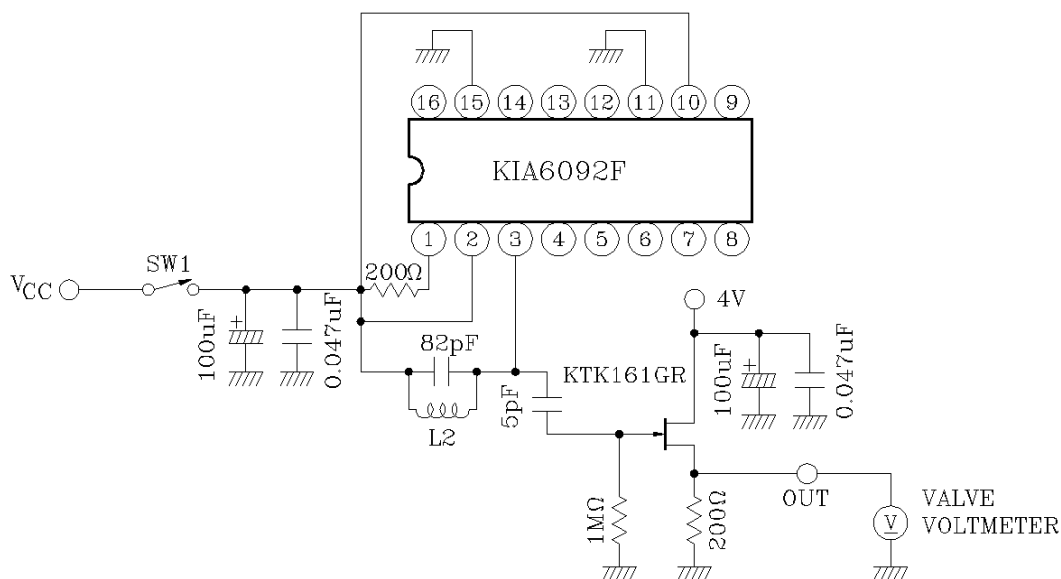 16 15 14 13 12 11 10 9
KIA6092F
1 2 3 4 5 6 7 8
SW1
VCC
200Ω
4V
100uF
+
0.047uF
82pF
L2
5pF
KTK161GR
100uF
+
0.047uF
1MΩ
200Ω
OUT
V
VALVE
VOLTMETER